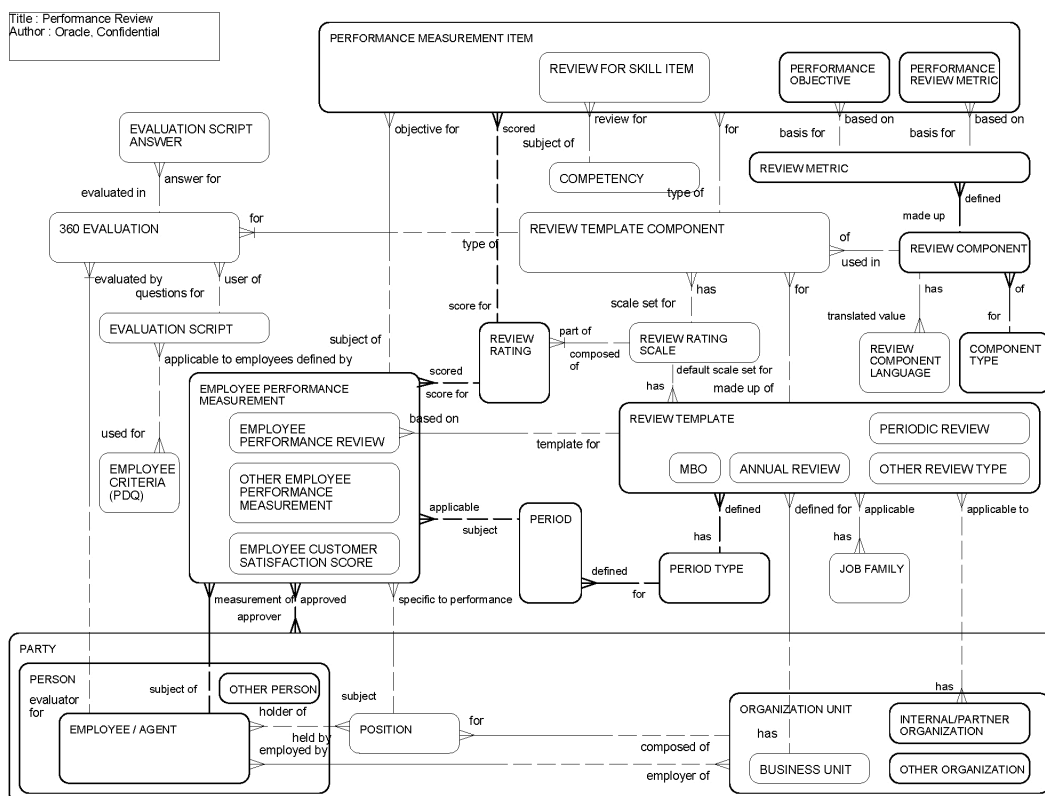 Title : Performance Review
Author : Oracle, Confidential
PERFORMANCE MEASUREMENT ITEM
REVIEW FOR SKILL ITEM
PERFORMANCE
OBJECTIVE
PERFORMANCE
REVIEW METRIC
EVALUATION SCRIPT
ANSWER
objective for
scored
subject of
review for
for
basis for
based on
basis for
based on
answer for
evaluated in
COMPETENCY
type of
REVIEW METRIC
defined
made up
360 EVALUATION
for
type of
REVIEW TEMPLATE COMPONENT
of
used in
REVIEW COMPONENT
evaluated by
questions for
user of
score for
has
scale set for
for
has
of
translated value
for
EVALUATION SCRIPT
subject of
REVIEW
RATING
part of
composed
of
REVIEW RATING
SCALE
REVIEW
COMPONENT
LANGUAGE
COMPONENT
TYPE
applicable to employees defined by
scored
score for
default scale set for
has
made up of
EMPLOYEE PERFORMANCE
MEASUREMENT
based on
template for
REVIEW TEMPLATE
EMPLOYEE
PERFORMANCE REVIEW
PERIODIC REVIEW
used for
EMPLOYEE
CRITERIA
(PDQ)
OTHER EMPLOYEE
PERFORMANCE
MEASUREMENT
MBO
ANNUAL REVIEW
OTHER REVIEW TYPE
applicable
subject
PERIOD
defined
has
defined for
applicable
has
applicable to
EMPLOYEE CUSTOMER
SATISFACTION SCORE
defined
for
PERIOD TYPE
JOB FAMILY
measurement of
approved
approver
specific to performance
PARTY
PERSON
evaluator
for
subject of
OTHER PERSON
holder of
subject
has
EMPLOYEE / AGENT
held by
employed by
POSITION
for
composed of
employer of
ORGANIZATION UNIT
has
INTERNAL/PARTNER
ORGANIZATION
BUSINESS UNIT
OTHER ORGANIZATION